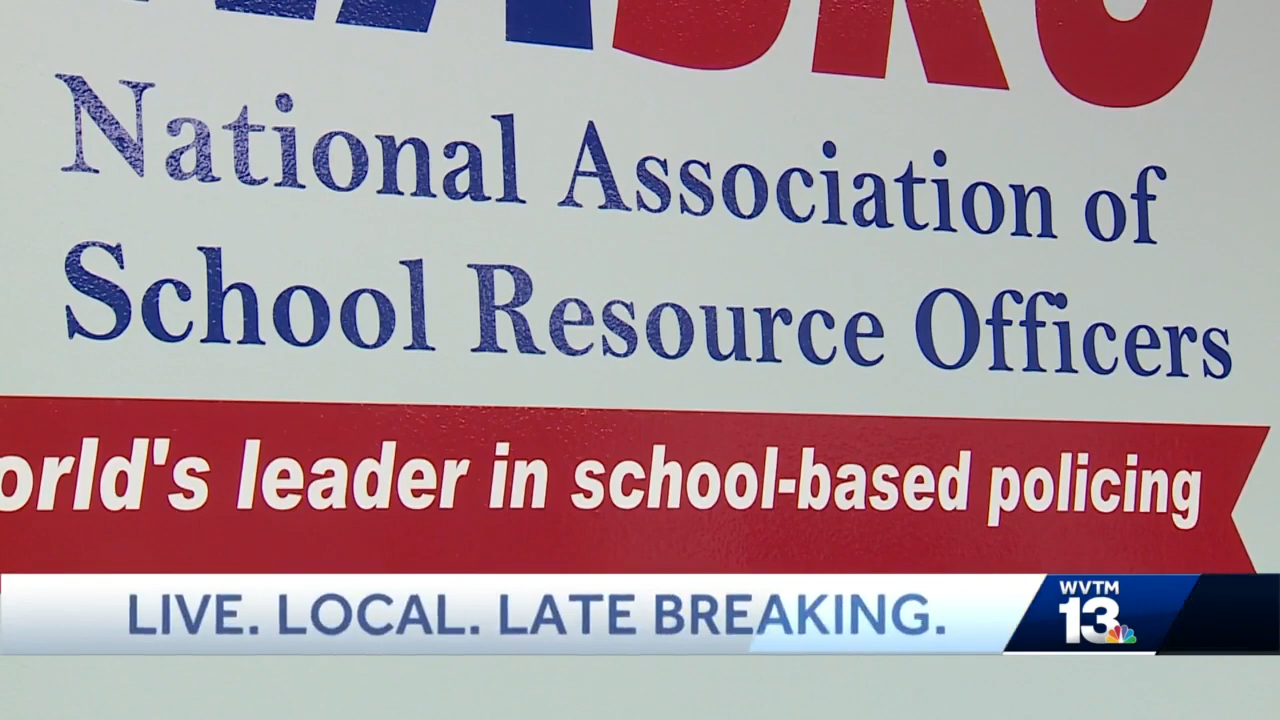 National Association of
School Resource Officers
orld's leader in school-based policing
LIVE. LOCAL. LATE BREAKING.
WVTM
13